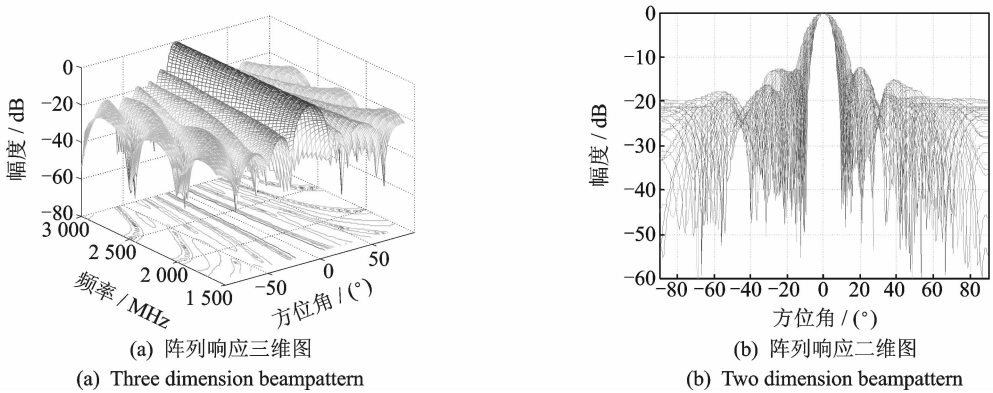 0
−20
−40
−60
−80
幅度 / dB
3 000
2 500
2 000
1 500
频率 / MHz
−50
0
50
方位角 / (°)
(a) 阵列响应三维图
(a) Three dimension beampattern
0
−10
−20
−30
−40
−50
−60
幅度 / dB
−80 −60 −40 −20 0 20 40 60 80
方位角 / (°)
(b) 阵列响应二维图
(b) Two dimension beampattern